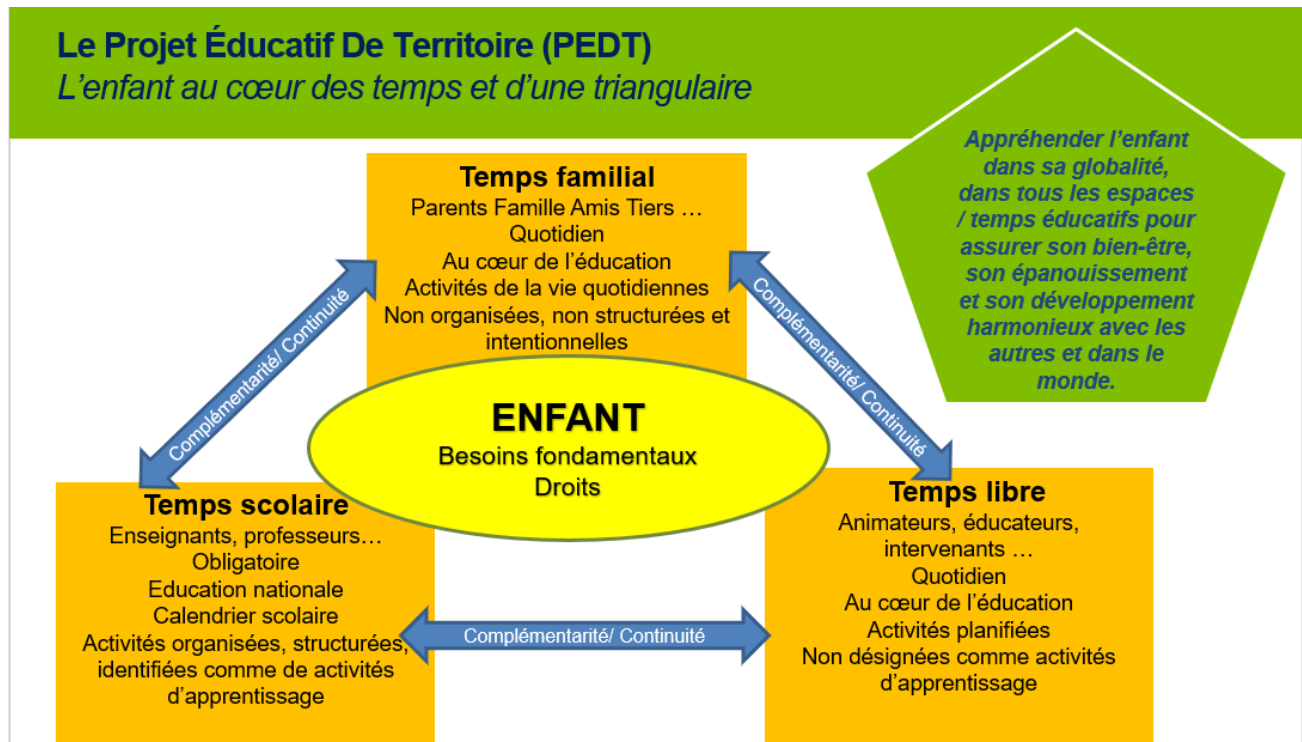 Le Projet Éducatif De Territoire (PEDT)
L'enfant au cœur des temps et d'une triangulaire
Appréhender l'enfant
dans sa globalité,
dans tous les espaces
/ temps éducatifs pour
assurer son bien-être,
son épanouissement
et son développement
harmonieux avec les
autres et dans le
monde.
Temps familial
Parents Famille Amis Tiers …
Quotidien
Au cœur de l'éducation
Activités de la vie quotidiennes
Non organisées, non structurées et
intentionnelles
Complémentarité/ Continuité
Complémentarité/ Continuité
ENFANT
Besoins fondamentaux
Droits
Temps scolaire
Enseignants, professeurs…
Obligatoire
Education nationale
Calendrier scolaire
Activités organisées, structurées,
identifiées comme de activités
d'apprentissage
Complémentarité/ Continuité
Temps libre
Animateurs, éducateurs,
intervenants …
Quotidien
Au cœur de l'éducation
Activités planifiées
Non désignées comme activités
d'apprentissage